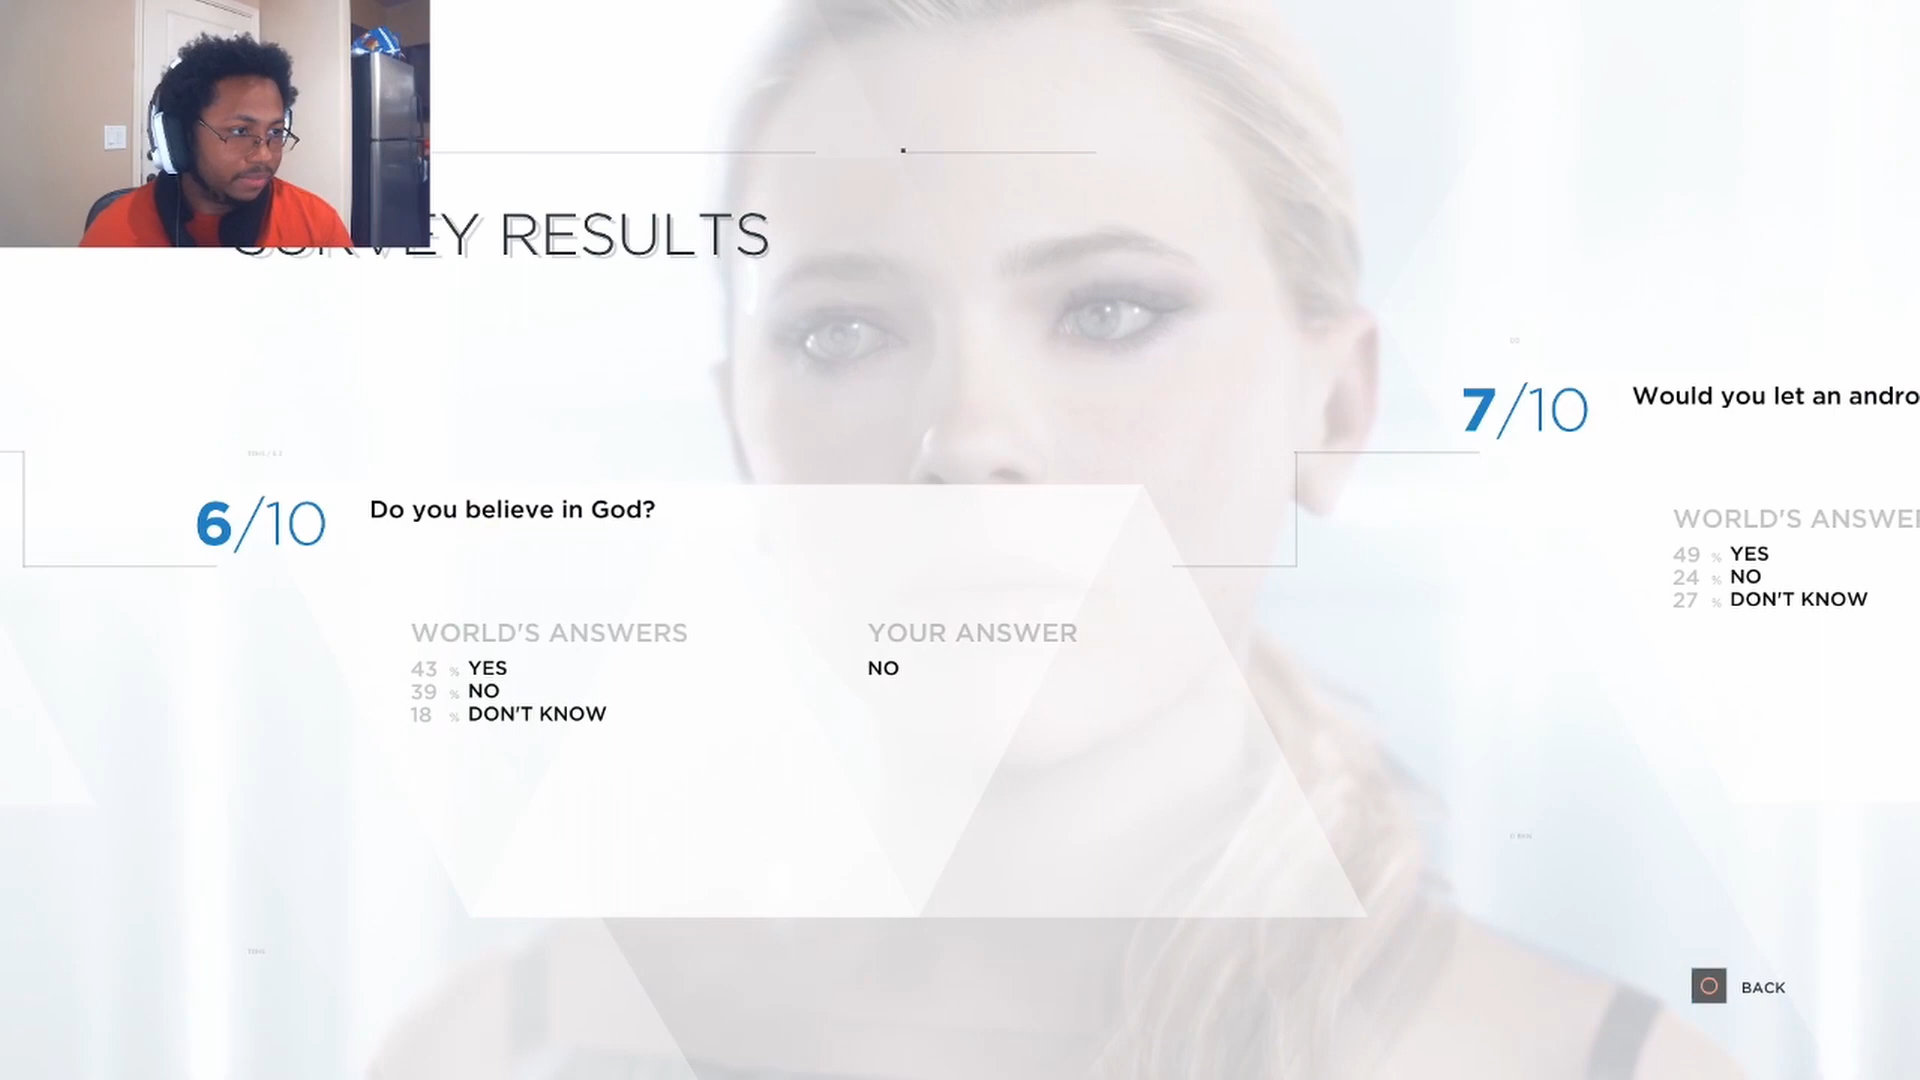 SURVEY RESULTS
6/10
Do you believe in God?
WORLD'S ANSWERS
43 % YES
39 % NO
18 % DON'T KNOW
YOUR ANSWER
NO
7/10
Would you let an andro
WORLD'S ANSWE
49 % YES
24 % NO
27 % DON'T KNOW
BACK